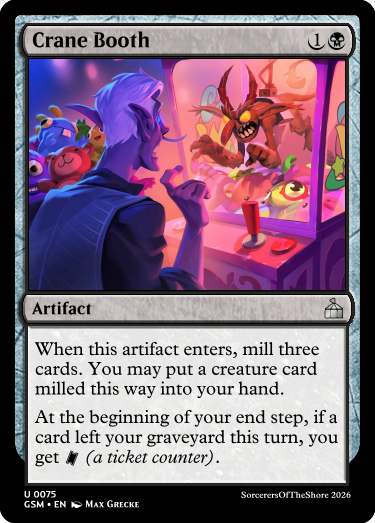 Crane Booth 1
Artifact
When this artifact enters, mill three
cards. You may put a creature card
milled this way into your hand.
At the beginning of your end step, if a
card left your graveyard this turn, you
get (a ticket counter).
U 0075
GSM • EN Max Grecke
SorcerersOfTheShore 2026